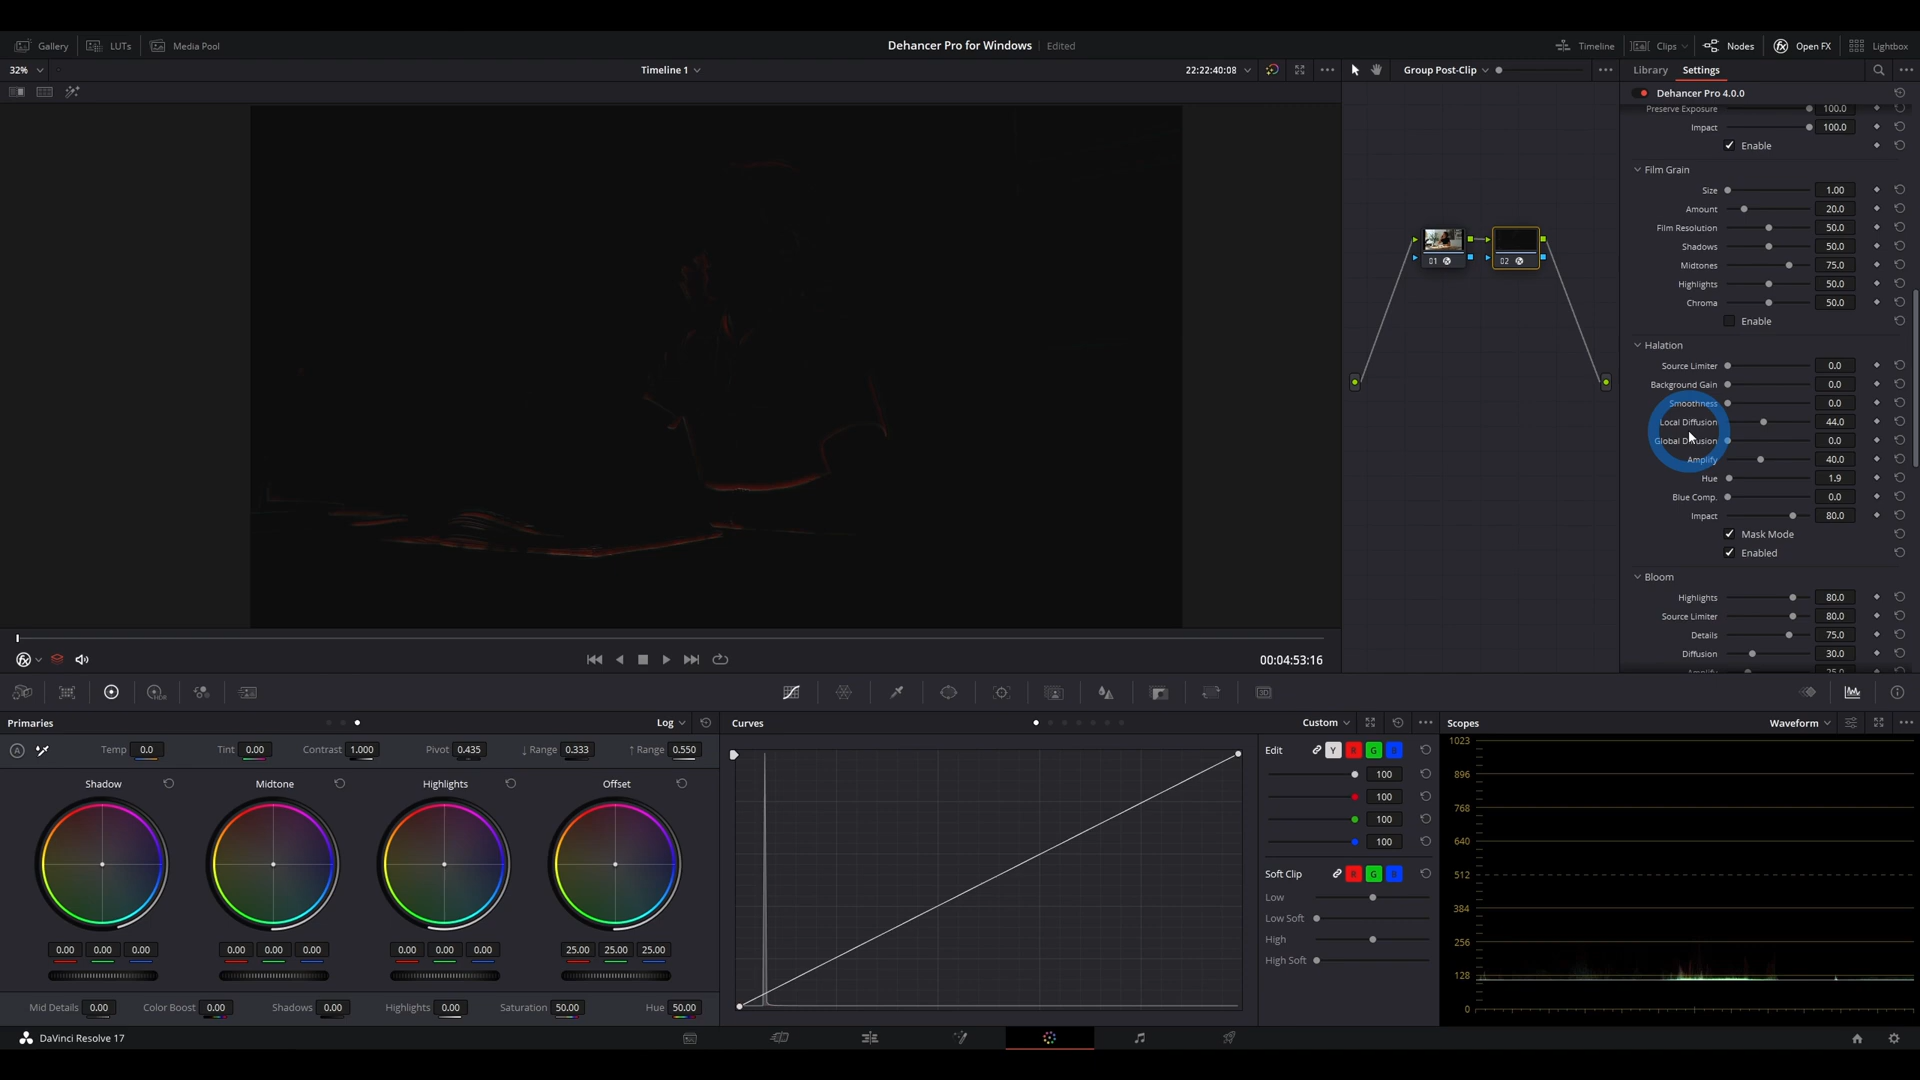 Gallery LUTs Media Pool Dehancer Pro for Windows Edited Timeline Clips Nodes Open FX Lightbox
32% Timeline 1 22:22:40:08 Group Post-Clip Library Settings
Dehancer Pro 4.0.0
Preserve Exposure 100.0
Impact 100.0
Enable
Film Grain
Size 1.00
Amount 20.0
Film Resolution 50.0
Shadows 50.0
Midtones 75.0
Highlights 50.0
Chroma 50.0
Enable
01 02
Halation
Source Limiter 0.0
Background Gain 0.0
Smoothness 0.0
Local Diffusion 44.0
Global Diffusion 0.0
Amplify 40.0
Hue 1.9
Blue Comp. 0.0
Impact 80.0
Mask Mode
Enabled
Bloom
Highlights 80.0
Source Limiter 80.0
Details 75.0
Diffusion 30.0
Amplify 25.0
00:04:53:16
Primaries Log Curves Custom Scopes Waveform
A Temp 0.0 Tint 0.00 Contrast 1.000 Pivot 0.435 ↓ Range 0.333 ↑ Range 0.550
Shadow Midtone Highlights Offset
0.00 0.00 0.00 0.00 0.00 0.00 0.00 0.00 0.00 25.00 25.00 25.00
Mid Details 0.00 Color Boost 0.00 Shadows 0.00 Highlights 0.00 Saturation 50.00 Hue 50.00
Edit Y R G B
100
100
100
100
Soft Clip R G B
Low
Low Soft
High
High Soft
1023
896
768
640
512
384
256
128
0
DaVinci Resolve 17